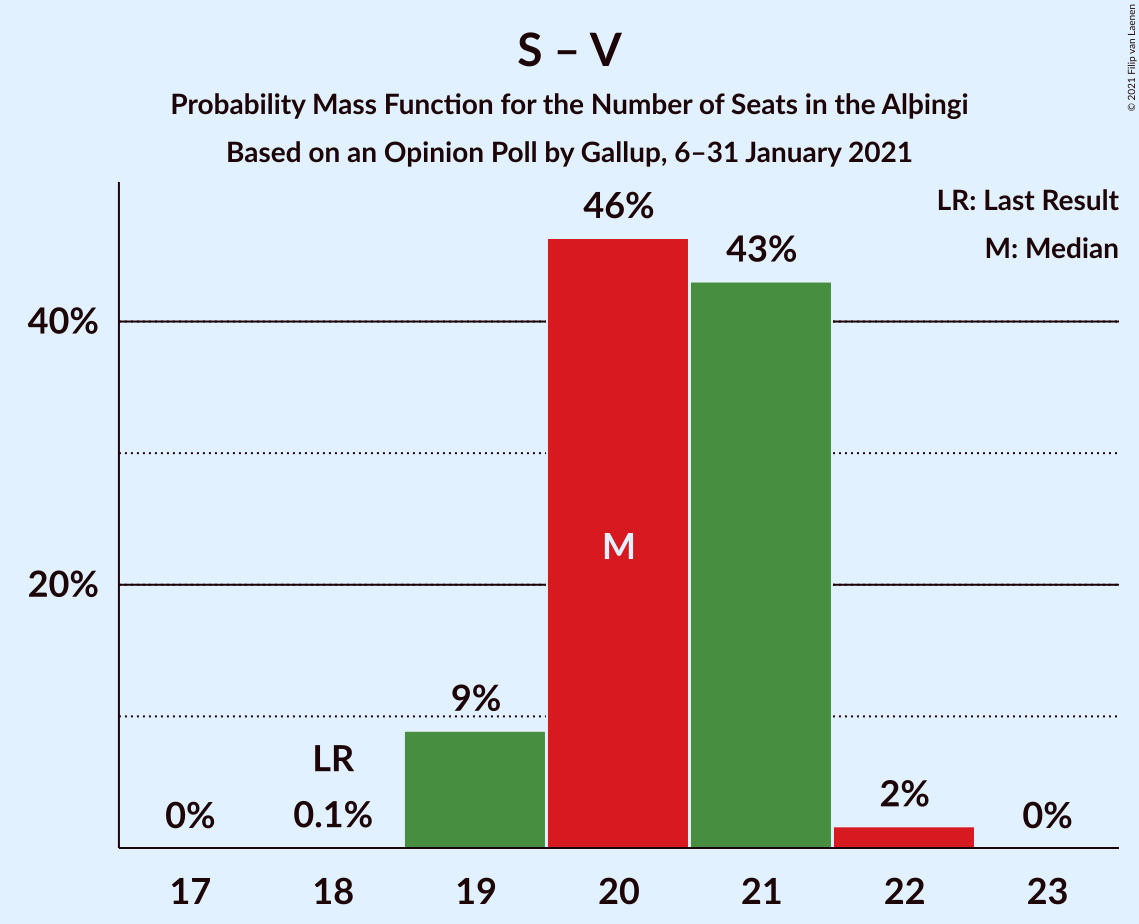 S – V
Probability Mass Function for the Number of Seats in the Alþingi
Based on an Opinion Poll by Gallup, 6–31 January 2021
© 2021 Filip van Laenen
LR: Last Result
M: Median
46%
43%
40%
M
20%
9%
LR
0%
0.1%
2%
0%
17
18
19
20
21
22
23